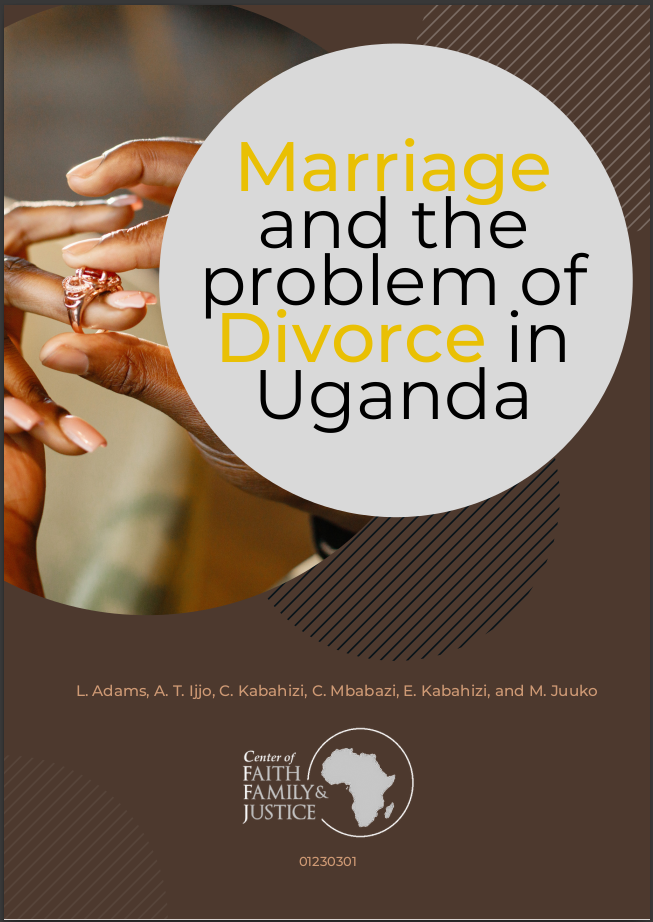 Marriage
and the
problem of
Divorce in
Uganda
L. Adams, A. T. Ijjo, C. Kabahizi, C. Mbabazi, E. Kabahizi, and M. Juuko
Center of
FAITH
FAMILY&
JUSTICE
01230301